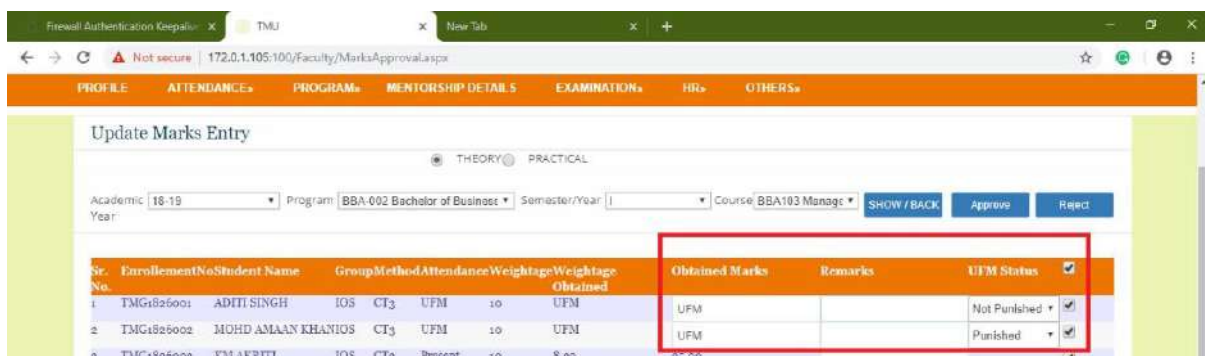 Firewall Authentication Keepaliv × TMU × New Tab × +
Not secure | 172.0.1.105:100/Faculty/MarksApproval.aspx
PROFILE ATTENDANCE» PROGRAM» MENTORSHIP DETAILS EXAMINATION» HR» OTHERS»
Update Marks Entry
THEORY PRACTICAL
Academic Year 18-19 Program BBA-002 Bachelor of Business Semester/Year I Course BBA103 Manage SHOW / BACK Approve Reject
Sr. No. EnrollementNo Student Name Group Method Attendance Weightage Weightage Obtained Obtained Marks Remarks UFM Status
1 TMG1826001 ADITI SINGH IOS CT3 UFM 10 UFM UFM Not Punished
2 TMG1826002 MOHD AMAAN KHAN IOS CT3 UFM 10 UFM UFM Punished